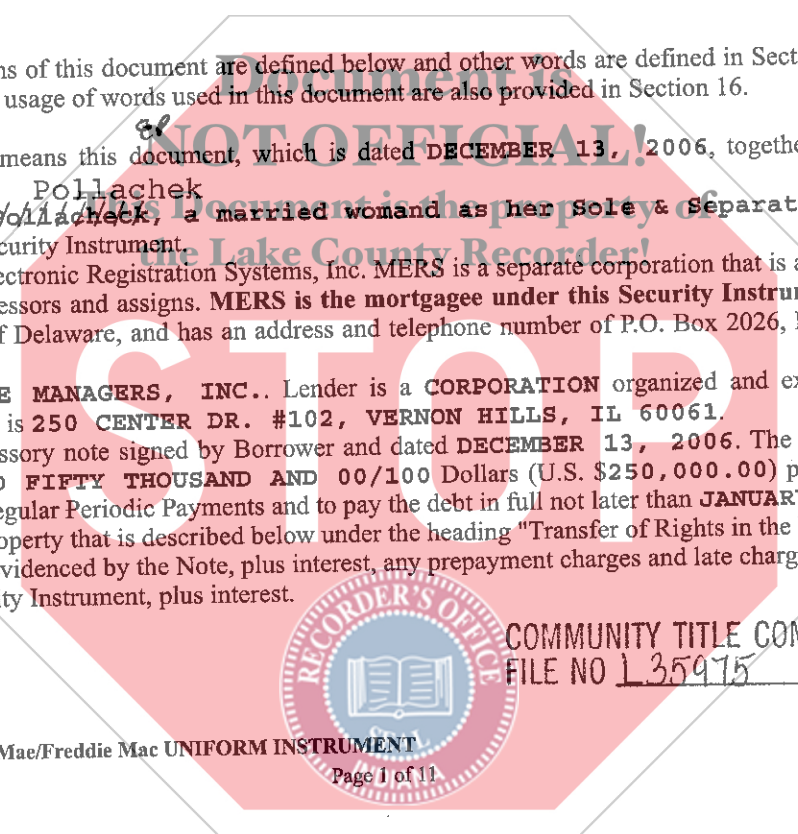 ns of this document are defined below and other words are defined in Sect
Document is
usage of words used in this document are also provided in Section 16.
NOT OFFICIAL!
means this document, which is dated DECEMBER 13, 2006, togethe
Pollachek
Pollacheck, a married womand as her Sole & Separat
This Document is the property of
curity Instrument.
the Lake County Recorder!
ectronic Registration Systems, Inc. MERS is a separate corporation that is a
essors and assigns. MERS is the mortgagee under this Security Instru
f Delaware, and has an address and telephone number of P.O. Box 2026,
STOP
E MANAGERS, INC.. Lender is a CORPORATION organized and ex
is 250 CENTER DR. #102, VERNON HILLS, IL 60061.
ssory note signed by Borrower and dated DECEMBER 13, 2006. The
FIFTY THOUSAND AND 00/100 Dollars (U.S. $250,000.00) p
egular Periodic Payments and to pay the debt in full not later than JANUARY
operty that is described below under the heading "Transfer of Rights in the
videnced by the Note, plus interest, any prepayment charges and late charg
ty Instrument, plus interest.
RECORDER'S OFFICE
SEAL
INDIANA
COMMUNITY TITLE COM
FILE NO L35975
Mae/Freddie Mac UNIFORM INSTRUMENT
Page 1 of 11